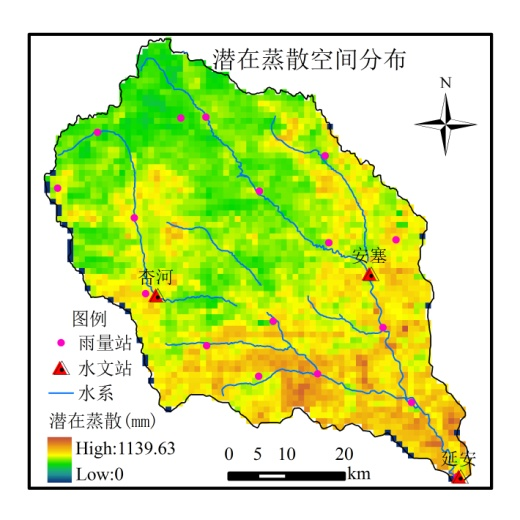 潜在蒸散空间分布
N
安塞
杏河
图例
雨量站
水文站
水系
潜在蒸散(mm)
High:1139.63
Low:0
0 5 10 20
km
延安